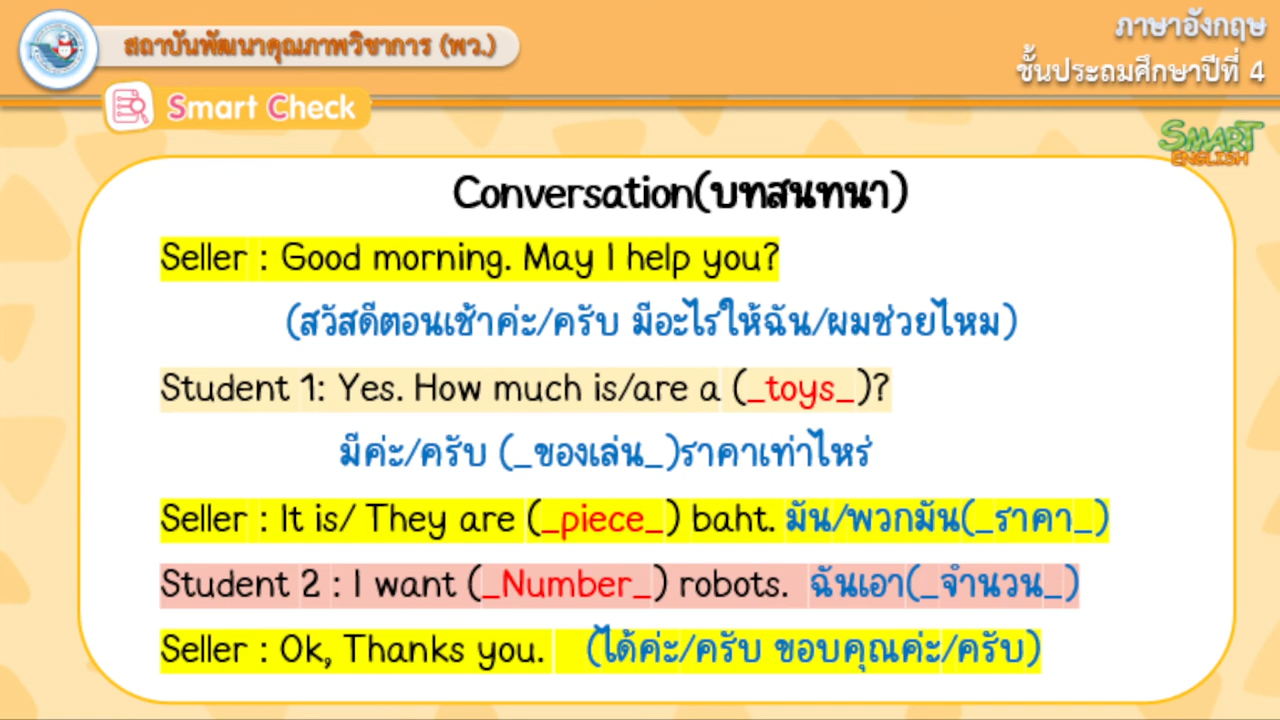 สถาบันพัฒนาคุณภาพวิชาการ (พว.)
ภาษาอังกฤษ
ชั้นประถมศึกษาปีที่ 4
Smart Check
SMART
ENGLISH
Conversation(บทสนทนา)
Seller : Good morning. May I help you?
(สวัสดีตอนเช้าค่ะ/ครับ มีอะไรให้ฉัน/ผมช่วยไหม)
Student 1: Yes. How much is/are a (_toys_)?
มีค่ะ/ครับ (_ของเล่น_)ราคาเท่าไหร่
Seller : It is/ They are (_piece_) baht. มัน/พวกมัน(_ราคา_)
Student 2 : I want (_Number_) robots. ฉันเอา(_จำนวน_)
Seller : Ok, Thanks you. (ได้ค่ะ/ครับ ขอบคุณค่ะ/ครับ)